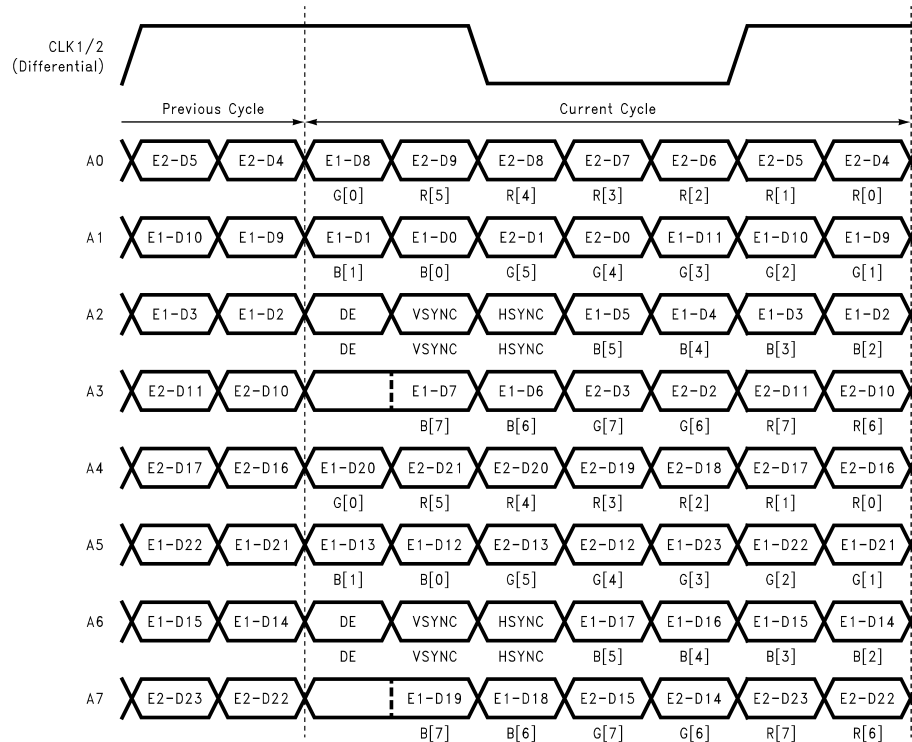 CLK1/2
(Differential)
Previous Cycle Current Cycle
A0 E2-D5 E2-D4 E1-D8 E2-D9 E2-D8 E2-D7 E2-D6 E2-D5 E2-D4
G[0] R[5] R[4] R[3] R[2] R[1] R[0]
A1 E1-D10 E1-D9 E1-D1 E1-D0 E2-D1 E2-D0 E1-D11 E1-D10 E1-D9
B[1] B[0] G[5] G[4] G[3] G[2] G[1]
A2 E1-D3 E1-D2 DE VSYNC HSYNC E1-D5 E1-D4 E1-D3 E1-D2
DE VSYNC HSYNC B[5] B[4] B[3] B[2]
A3 E2-D11 E2-D10 E1-D7 E1-D6 E2-D3 E2-D2 E2-D11 E2-D10
B[7] B[6] G[7] G[6] R[7] R[6]
A4 E2-D17 E2-D16 E1-D20 E2-D21 E2-D20 E2-D19 E2-D18 E2-D17 E2-D16
G[0] R[5] R[4] R[3] R[2] R[1] R[0]
A5 E1-D22 E1-D21 E1-D13 E1-D12 E2-D13 E2-D12 E1-D23 E1-D22 E1-D21
B[1] B[0] G[5] G[4] G[3] G[2] G[1]
A6 E1-D15 E1-D14 DE VSYNC HSYNC E1-D17 E1-D16 E1-D15 E1-D14
DE VSYNC HSYNC B[5] B[4] B[3] B[2]
A7 E2-D23 E2-D22 E1-D19 E1-D18 E2-D15 E2-D14 E2-D23 E2-D22
B[7] B[6] G[7] G[6] R[7] R[6]